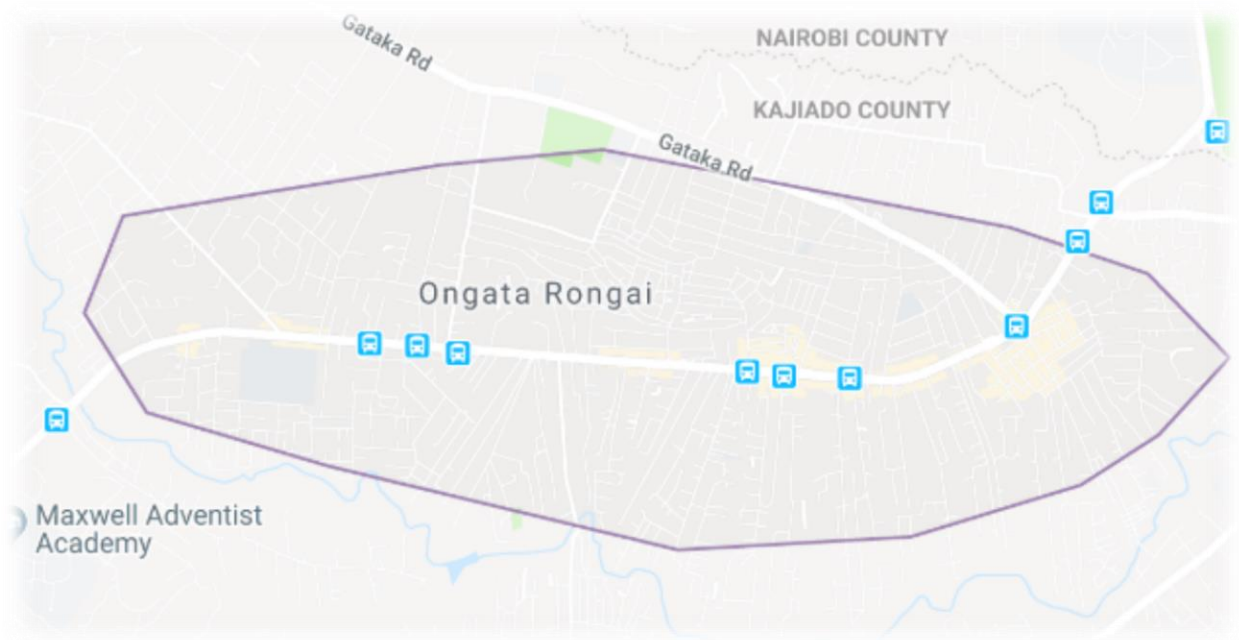 Gataka Rd
NAIROBI COUNTY
KAJIADO COUNTY
Gataka Rd
Ongata Rongai
Maxwell Adventist
Academy